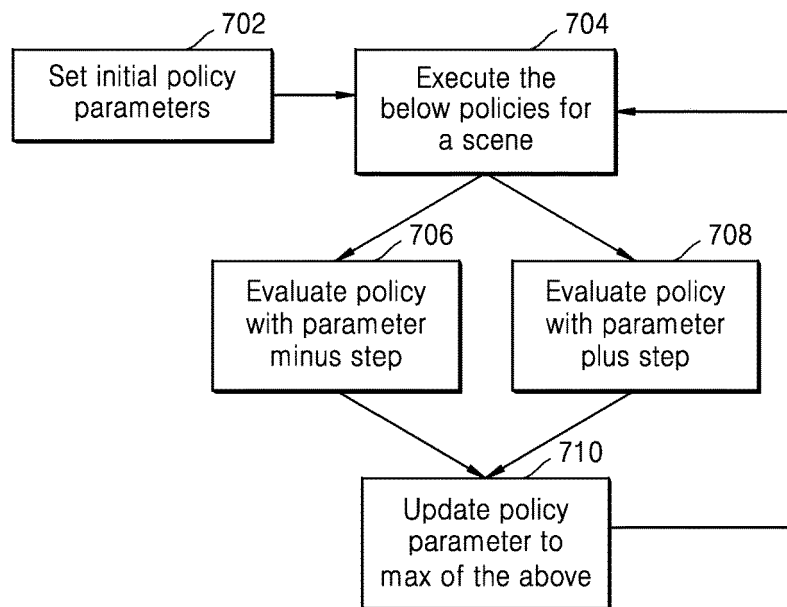 702
Set initial policy
parameters
704
Execute the
below policies for
a scene
706
Evaluate policy
with parameter
minus step
708
Evaluate policy
with parameter
plus step
710
Update policy
parameter to
max of the above